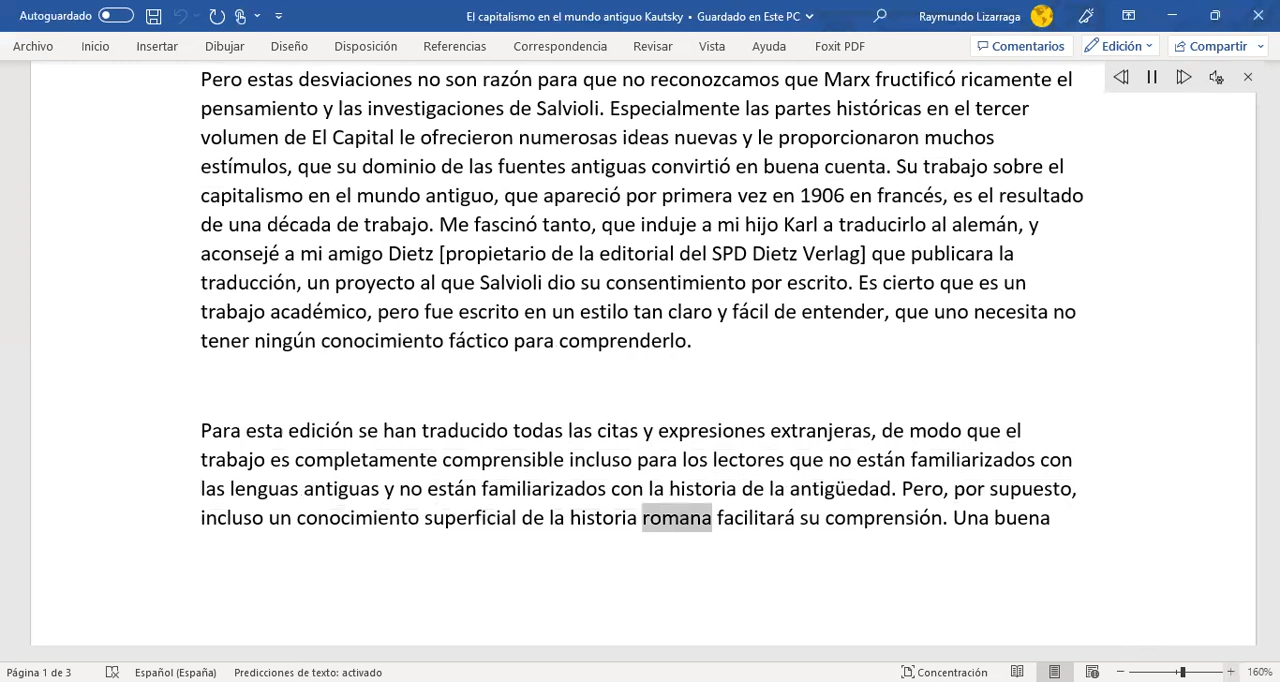 Autoguardado
El capitalismo en el mundo antiguo Kautsky • Guardado en Este PC
Raymundo Lizarraga
Archivo Inicio Insertar Dibujar Diseño Disposición Referencias Correspondencia Revisar Vista Ayuda Foxit PDF Comentarios Edición Compartir
Pero estas desviaciones no son razón para que no reconozcamos que Marx fructificó ricamente el
pensamiento y las investigaciones de Salvioli. Especialmente las partes históricas en el tercer
volumen de El Capital le ofrecieron numerosas ideas nuevas y le proporcionaron muchos
estímulos, que su dominio de las fuentes antiguas convirtió en buena cuenta. Su trabajo sobre el
capitalismo en el mundo antiguo, que apareció por primera vez en 1906 en francés, es el resultado
de una década de trabajo. Me fascinó tanto, que induje a mi hijo Karl a traducirlo al alemán, y
aconsejé a mi amigo Dietz [propietario de la editorial del SPD Dietz Verlag] que publicara la
traducción, un proyecto al que Salvioli dio su consentimiento por escrito. Es cierto que es un
trabajo académico, pero fue escrito en un estilo tan claro y fácil de entender, que uno necesita no
tener ningún conocimiento fáctico para comprenderlo.
Para esta edición se han traducido todas las citas y expresiones extranjeras, de modo que el
trabajo es completamente comprensible incluso para los lectores que no están familiarizados con
las lenguas antiguas y no están familiarizados con la historia de la antigüedad. Pero, por supuesto,
incluso un conocimiento superficial de la historia romana facilitará su comprensión. Una buena
Página 1 de 3 Español (España) Predicciones de texto: activado Concentración 160%